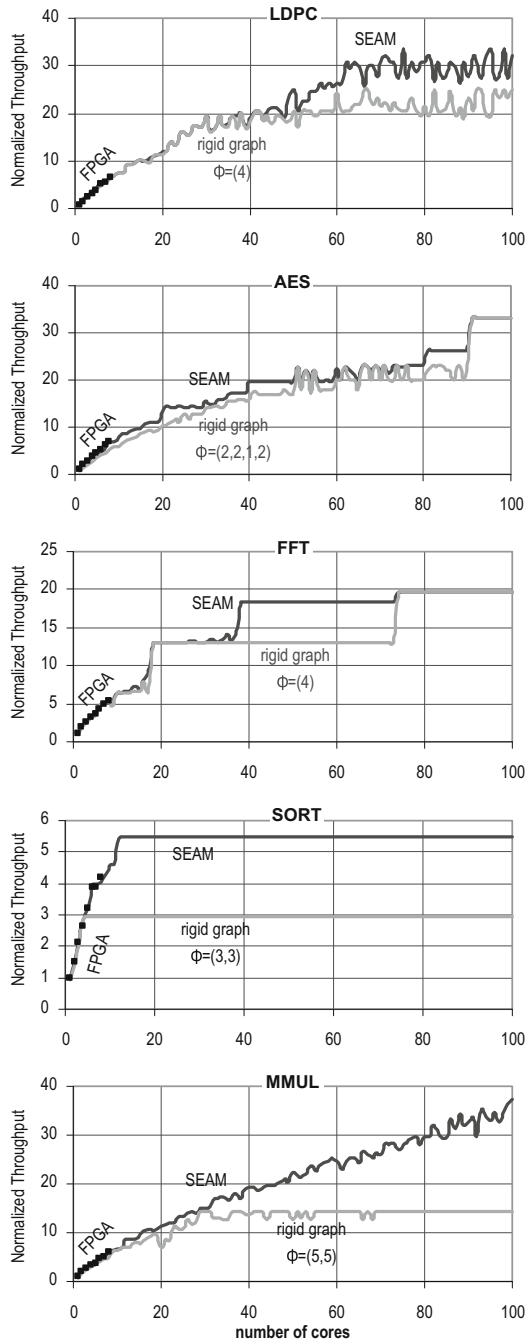 LDPC
Normalized Throughput
40
30
20
10
0
SEAM
FPGA
rigid graph
Φ=(4)
0 20 40 60 80 100
AES
Normalized Throughput
40
30
20
10
0
SEAM
FPGA
rigid graph
Φ=(2,2,1,2)
0 20 40 60 80 100
FFT
Normalized Throughput
25
20
15
10
5
0
SEAM
FPGA
rigid graph
Φ=(4)
0 20 40 60 80 100
SORT
Normalized Throughput
6
5
4
3
2
1
0
SEAM
FPGA
rigid graph
Φ=(3,3)
0 20 40 60 80 100
MMUL
Normalized Throughput
40
30
20
10
0
SEAM
FPGA
rigid graph
Φ=(5,5)
0 20 40 60 80 100
number of cores